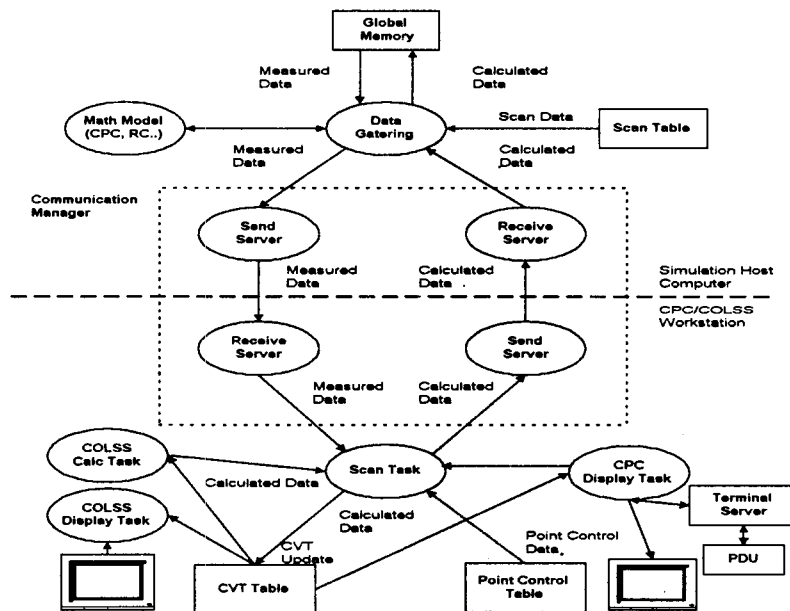 Global
Memory
Measured
Data
Calculated
Data
Math Model
(CPC, RC..)
Data
Gatering
Scan Data
Scan Table
Measured
Data
Calculated
Data
Communication
Manager
Send
Server
Receive
Server
Measured
Data
Calculated
Data
Simulation Host
Computer
CPC/COLSS
Workstation
Receive
Server
Send
Server
Measured
Data
Calculated
Data
COLSS
Calc Task
Scan Task
CPC
Display Task
Calculated Data
COLSS
Display Task
Calculated
Data
Terminal
Server
Point Control
Data
CVT
Update
PDU
CVT Table
Point Control
Table